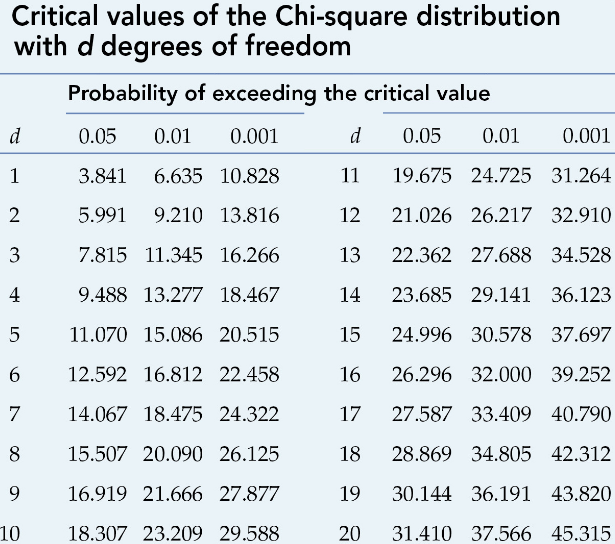 Critical values of the Chi-square distribution
with d degrees of freedom
Probability of exceeding the critical value
d 0.05 0.01 0.001 d 0.05 0.01 0.001
1 3.841 6.635 10.828 11 19.675 24.725 31.264
2 5.991 9.210 13.816 12 21.026 26.217 32.910
3 7.815 11.345 16.266 13 22.362 27.688 34.528
4 9.488 13.277 18.467 14 23.685 29.141 36.123
5 11.070 15.086 20.515 15 24.996 30.578 37.697
6 12.592 16.812 22.458 16 26.296 32.000 39.252
7 14.067 18.475 24.322 17 27.587 33.409 40.790
8 15.507 20.090 26.125 18 28.869 34.805 42.312
9 16.919 21.666 27.877 19 30.144 36.191 43.820
10 18.307 23.209 29.588 20 31.410 37.566 45.315